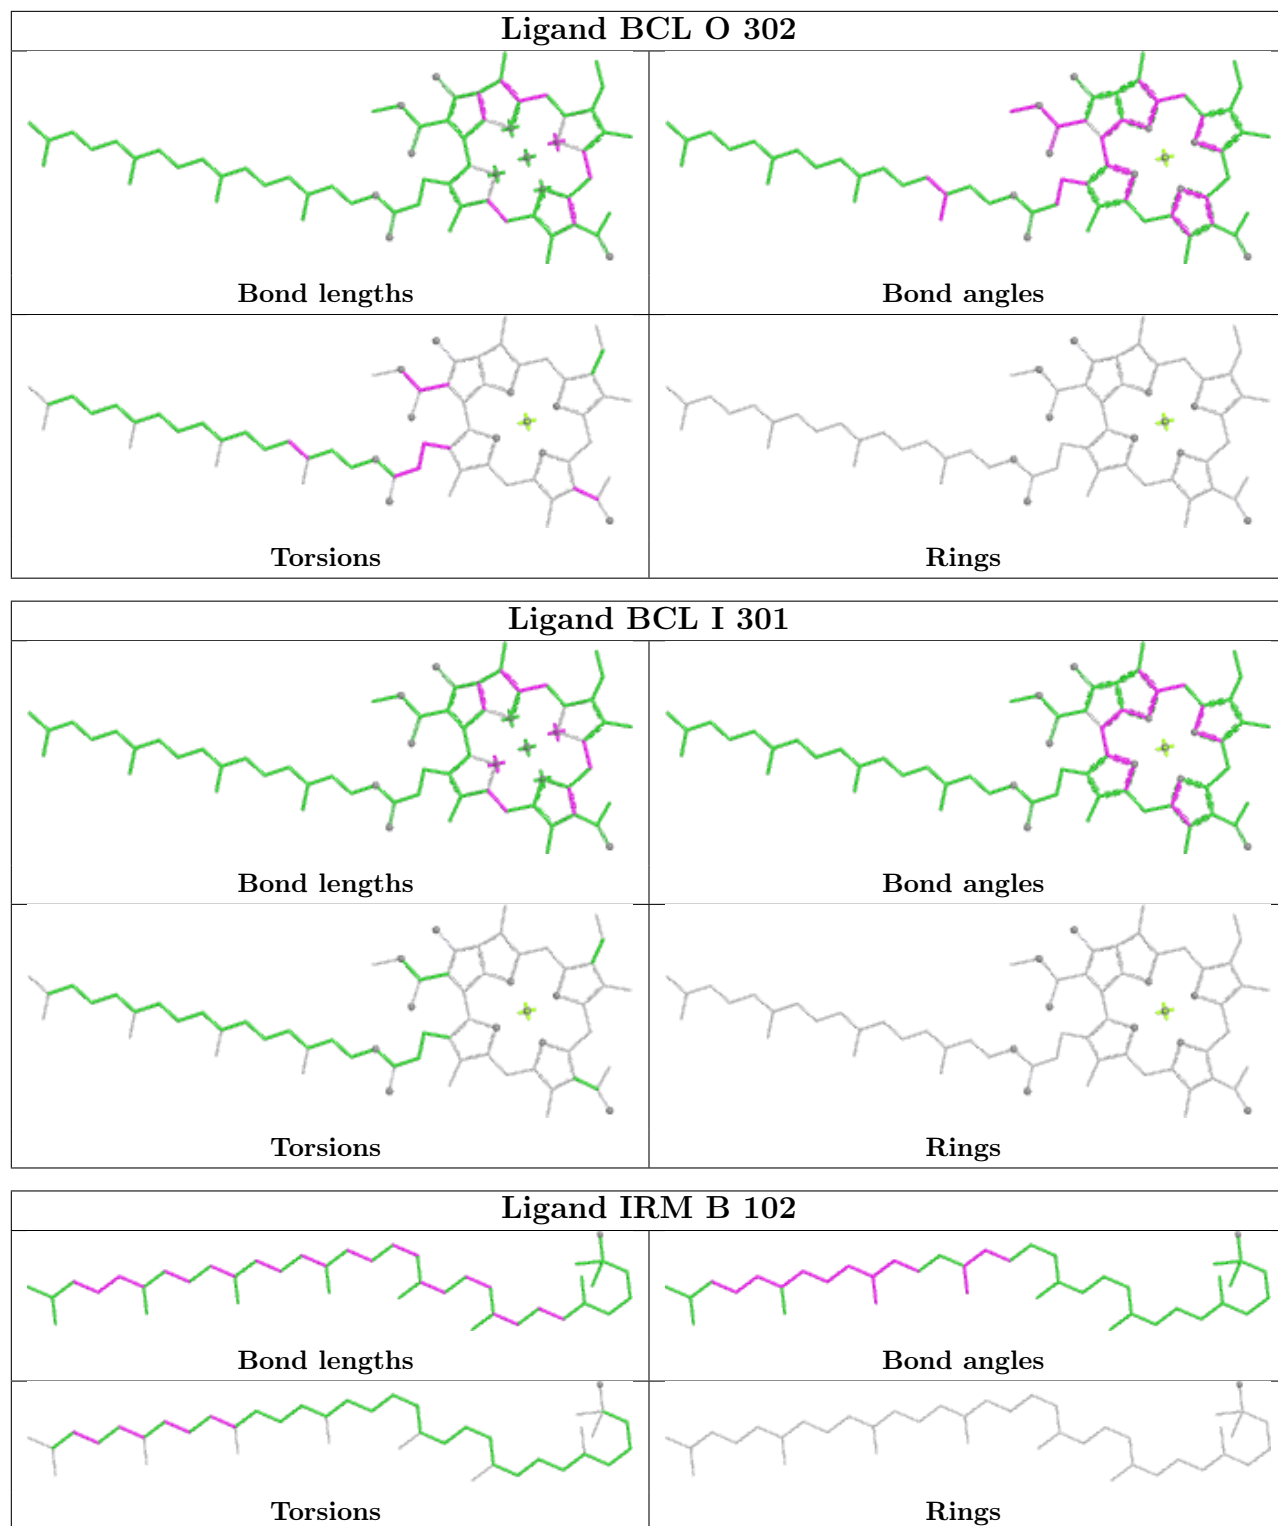 Ligand BCL O 302
Bond lengths
Bond angles
Torsions
Rings
Ligand BCL I 301
Bond lengths
Bond angles
Torsions
Rings
Ligand IRM B 102
Bond lengths
Bond angles
Torsions
Rings